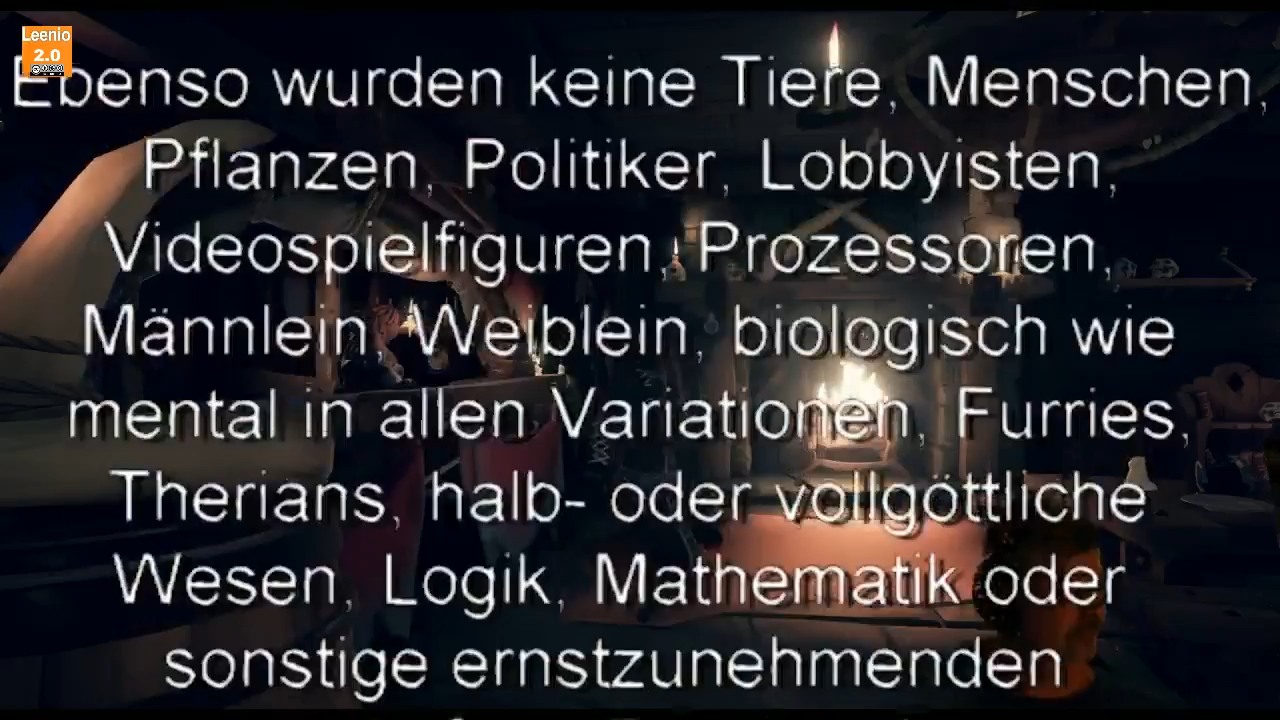 Leenio
2.0
Ebenso wurden keine Tiere, Menschen,
Pflanzen, Politiker, Lobbyisten,
Videospielfiguren, Prozessoren,
Männlein, Weiblein, biologisch wie
mental in allen Variationen, Furries,
Therians, halb- oder vollgöttliche
Wesen, Logik, Mathematik oder
sonstige ernstzunehmenden